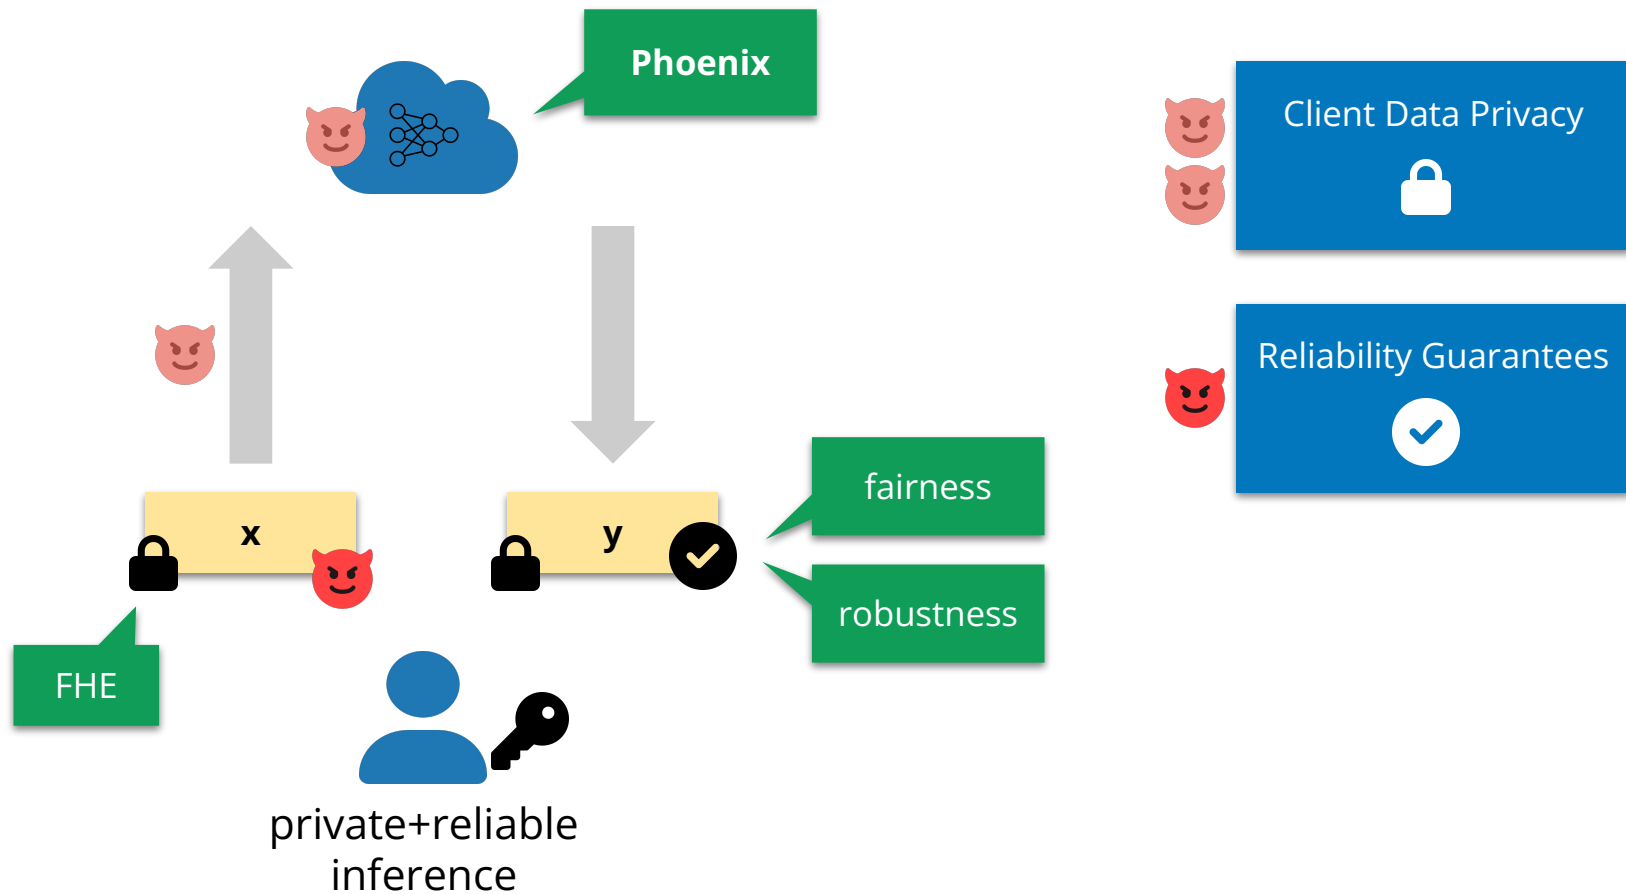 Phoenix
Client Data Privacy
Reliability Guarantees
x
y
fairness
robustness
FHE
private+reliable
inference